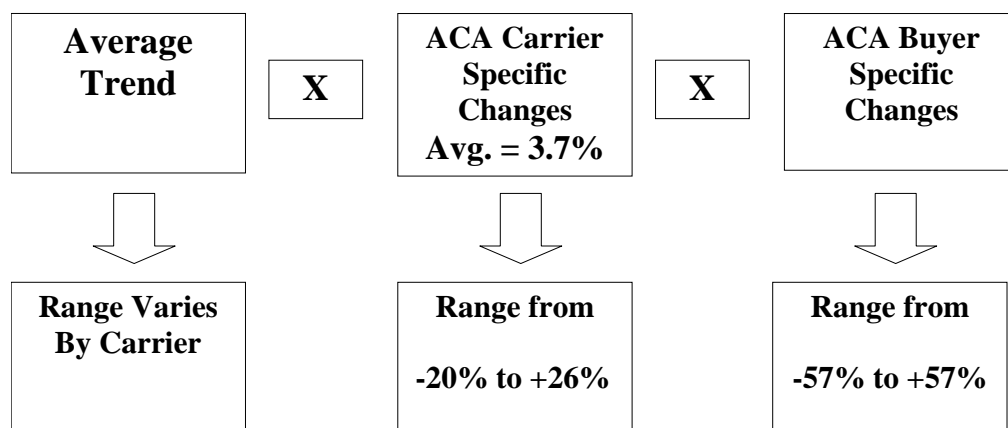 Average
Trend
X
ACA Carrier
Specific
Changes
Avg. = 3.7%
X
ACA Buyer
Specific
Changes
Range Varies
By Carrier
Range from
-20% to +26%
Range from
-57% to +57%